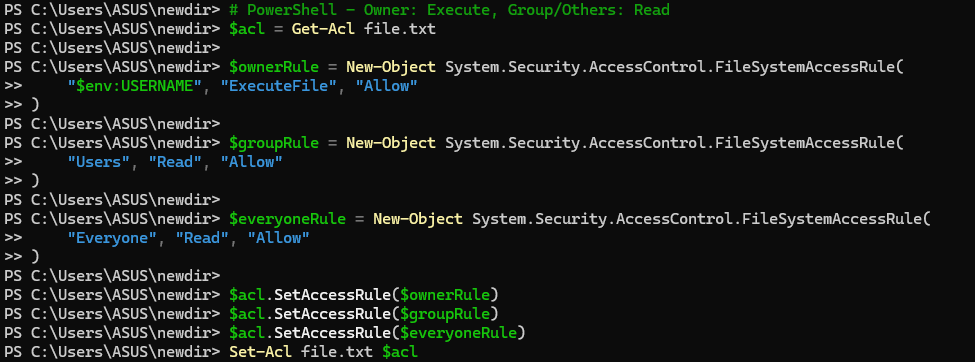 PS C:\Users\ASUS\newdir> # PowerShell - Owner: Execute, Group/Others: Read
PS C:\Users\ASUS\newdir> $acl = Get-Acl file.txt
PS C:\Users\ASUS\newdir>
PS C:\Users\ASUS\newdir> $ownerRule = New-Object System.Security.AccessControl.FileSystemAccessRule(
>>     "$env:USERNAME", "ExecuteFile", "Allow"
>> )
PS C:\Users\ASUS\newdir>
PS C:\Users\ASUS\newdir> $groupRule = New-Object System.Security.AccessControl.FileSystemAccessRule(
>>     "Users", "Read", "Allow"
>> )
PS C:\Users\ASUS\newdir>
PS C:\Users\ASUS\newdir> $everyoneRule = New-Object System.Security.AccessControl.FileSystemAccessRule(
>>     "Everyone", "Read", "Allow"
>> )
PS C:\Users\ASUS\newdir>
PS C:\Users\ASUS\newdir> $acl.SetAccessRule($ownerRule)
PS C:\Users\ASUS\newdir> $acl.SetAccessRule($groupRule)
PS C:\Users\ASUS\newdir> $acl.SetAccessRule($everyoneRule)
PS C:\Users\ASUS\newdir> Set-Acl file.txt $acl